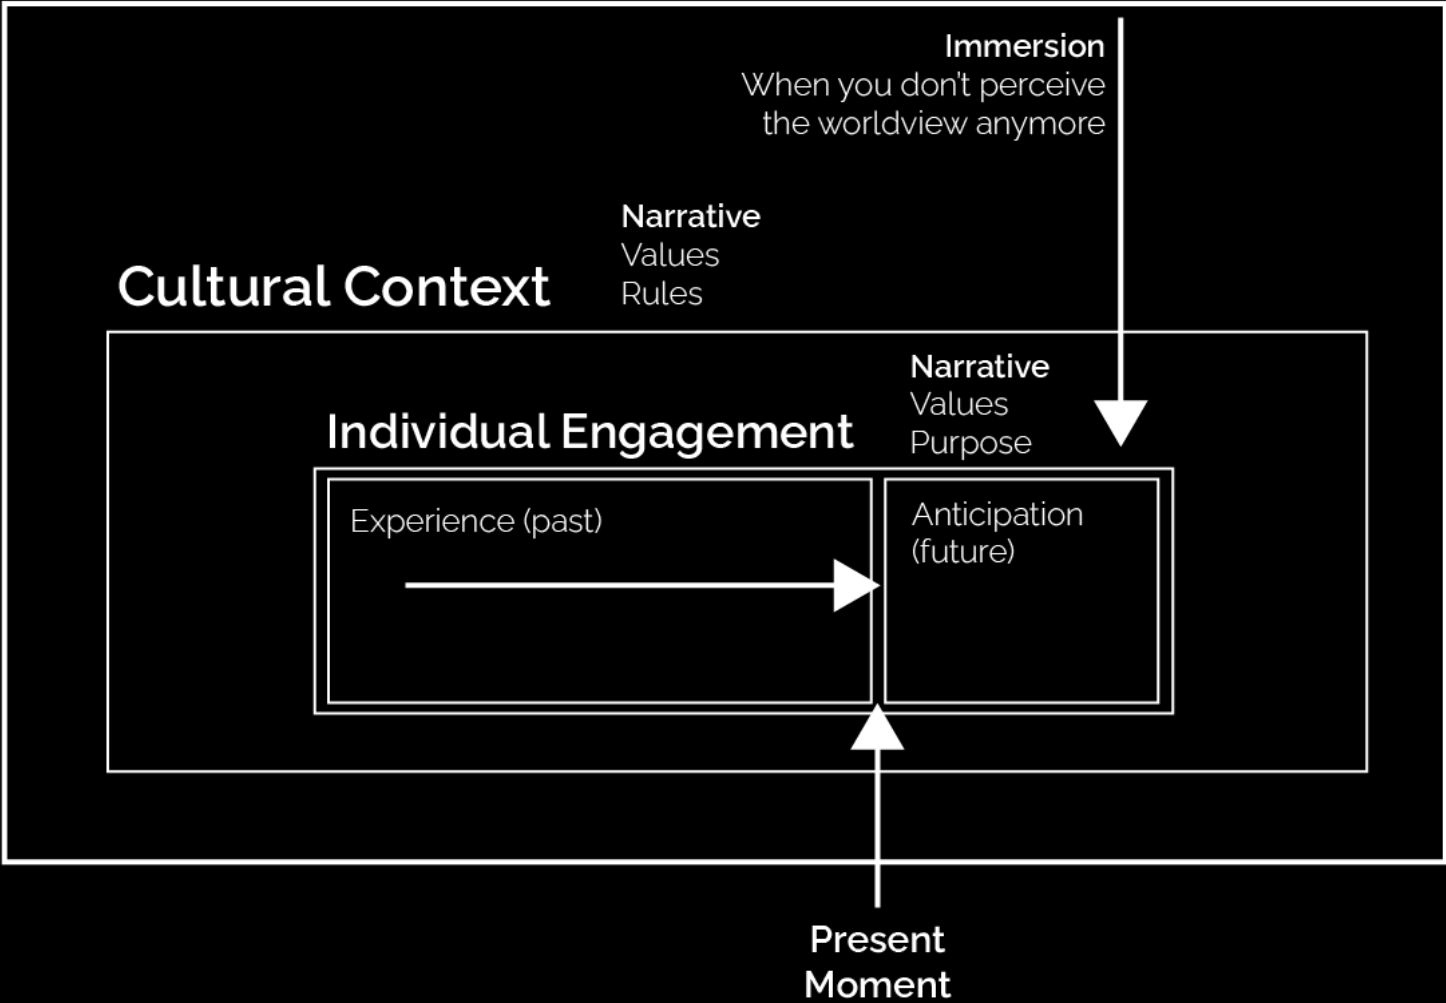 Immersion
When you don't perceive
the worldview anymore
Narrative
Values
Rules
Cultural Context
Narrative
Values
Purpose
Individual Engagement
Experience (past)
Anticipation
(future)
Present
Moment